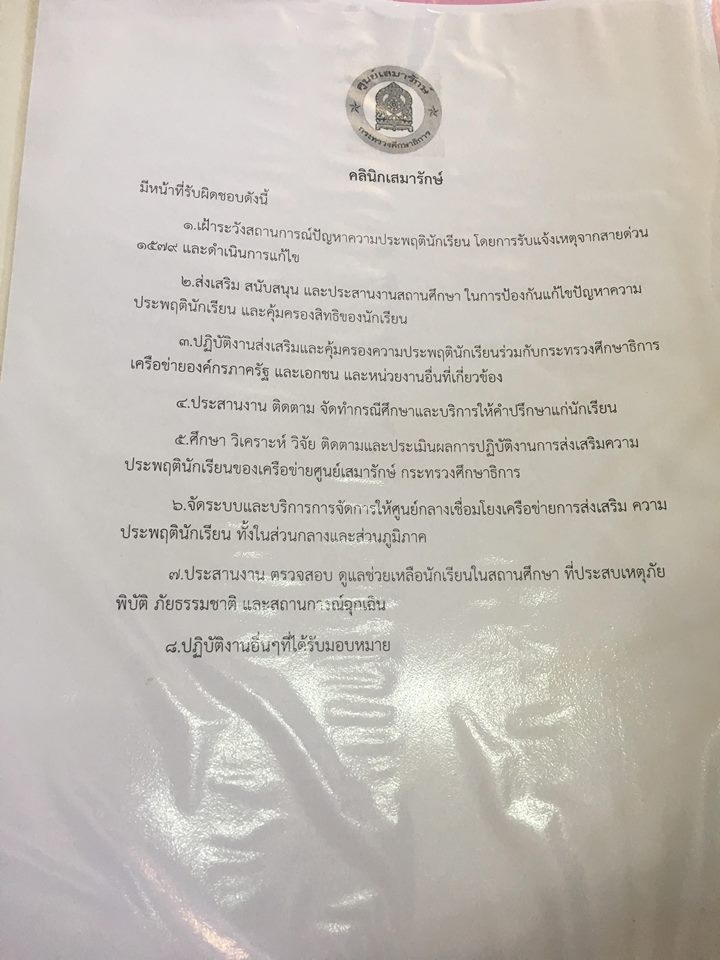 ศูนย์เสมารักษ์
กระทรวงศึกษาธิการ
คลินิกเสมารักษ์
มีหน้าที่รับผิดชอบดังนี้
๑.เฝ้าระวังสถานการณ์ปัญหาความประพฤตินักเรียน โดยการรับแจ้งเหตุจากสายด่วน
๑๕๗๙ และดำเนินการแก้ไข
๒.ส่งเสริม สนับสนุน และประสานงานสถานศึกษา ในการป้องกันแก้ไขปัญหาความ
ประพฤตินักเรียน และคุ้มครองสิทธิของนักเรียน
๓.ปฏิบัติงานส่งเสริมและคุ้มครองความประพฤตินักเรียนร่วมกับกระทรวงศึกษาธิการ
เครือข่ายองค์กรภาครัฐ และเอกชน และหน่วยงานอื่นที่เกี่ยวข้อง
๔.ประสานงาน ติดตาม จัดทำกรณีศึกษาและบริการให้คำปรึกษาแก่นักเรียน
๕.ศึกษา วิเคราะห์ วิจัย ติดตามและประเมินผลการปฏิบัติงานการส่งเสริมความ
ประพฤตินักเรียนของเครือข่ายศูนย์เสมารักษ์ กระทรวงศึกษาธิการ
๖.จัดระบบและบริการการจัดการให้ศูนย์กลางเชื่อมโยงเครือข่ายการส่งเสริม ความ
ประพฤตินักเรียน ทั้งในส่วนกลางและส่วนภูมิภาค
๗.ประสานงาน ตรวจสอบ ดูแลช่วยเหลือนักเรียนในสถานศึกษา ที่ประสบเหตุภัย
พิบัติ ภัยธรรมชาติ และสถานการณ์ฉุกเฉิน
๘.ปฏิบัติงานอื่นๆที่ได้รับมอบหมาย